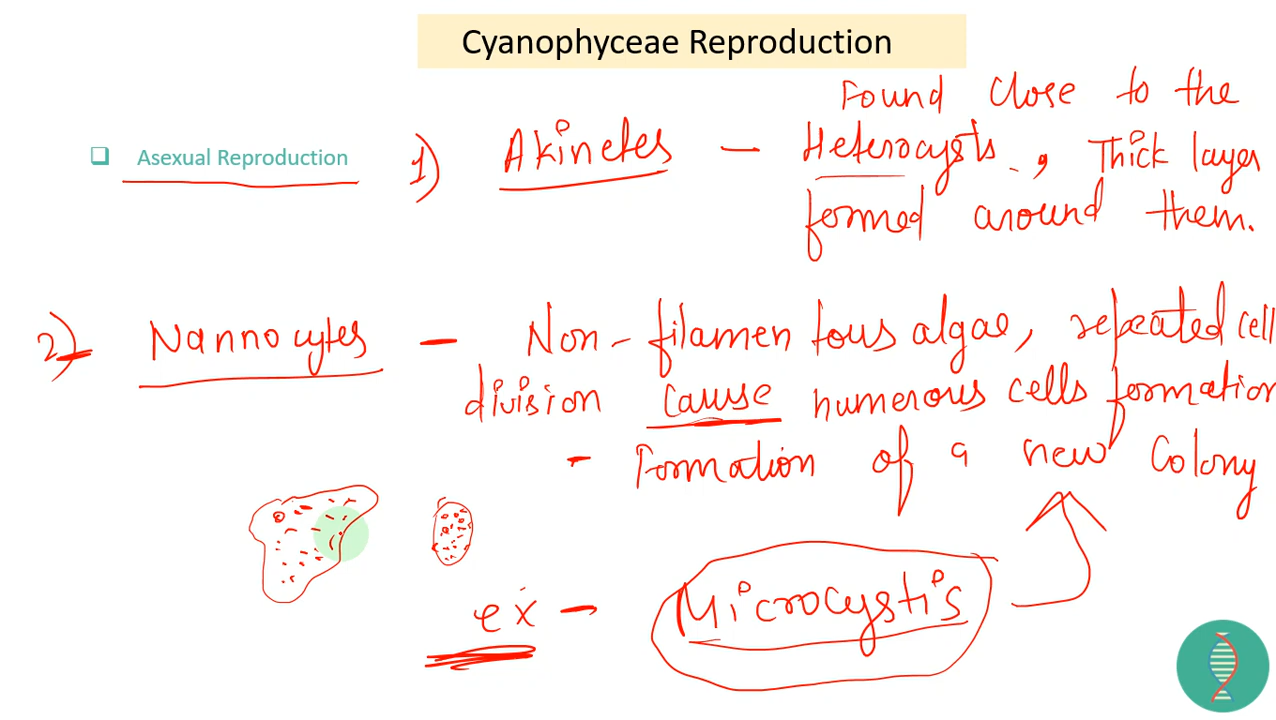 Cyanophyceae Reproduction
Asexual Reproduction
1) Akinetes - Found close to the
Heterocysts, Thick layer
formed around them.
2) Nannocytes - Non-filamentous algae, repeated cell
division cause numerous cells formation
- Formation of a new Colony
ex - Microcystis